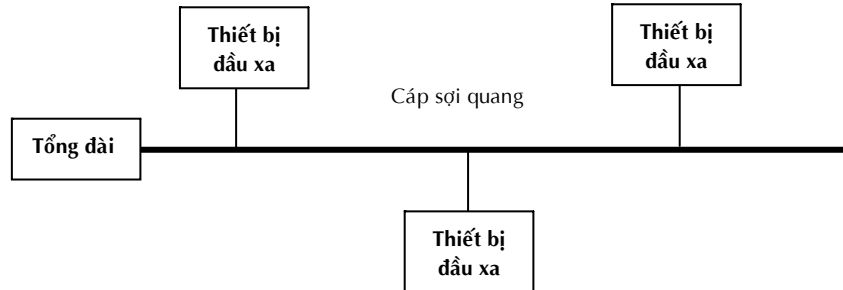 Thiết bị
đầu xa
Thiết bị
đầu xa
Cáp sợi quang
Tổng đài
Thiết bị
đầu xa